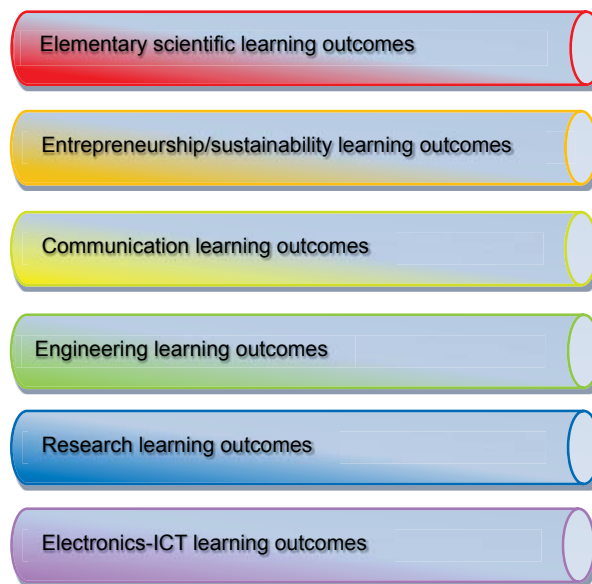 Elementary scientific learning outcomes
Entrepreneurship/sustainability learning outcomes
Communication learning outcomes
Engineering learning outcomes
Research learning outcomes
Electronics-ICT learning outcomes